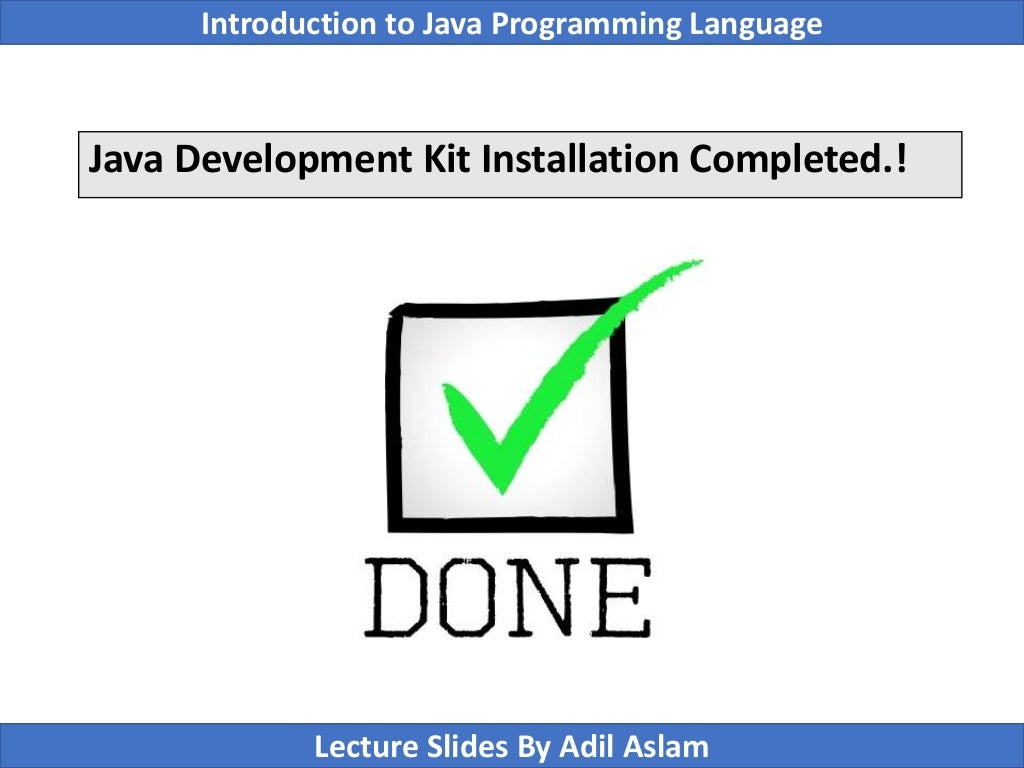 Introduction to Java Programming Language
Java Development Kit Installation Completed.!
DONE
Lecture Slides By Adil Aslam